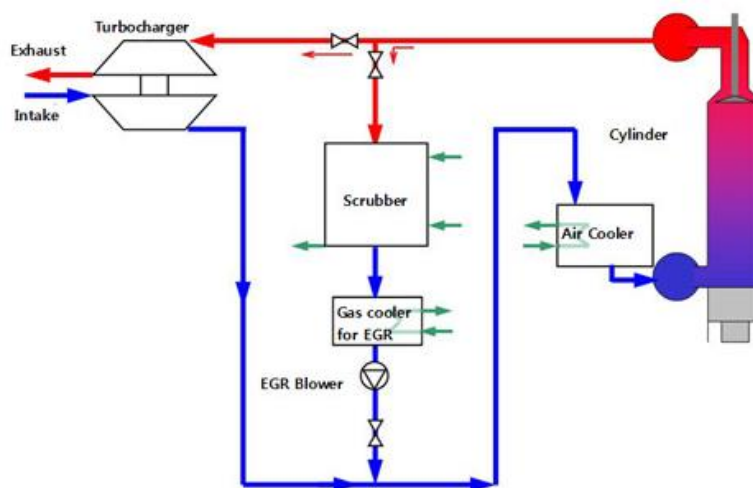 Turbocharger
Exhaust
Intake
Cylinder
Scrubber
Air Cooler
Gas cooler
for EGR
EGR Blower